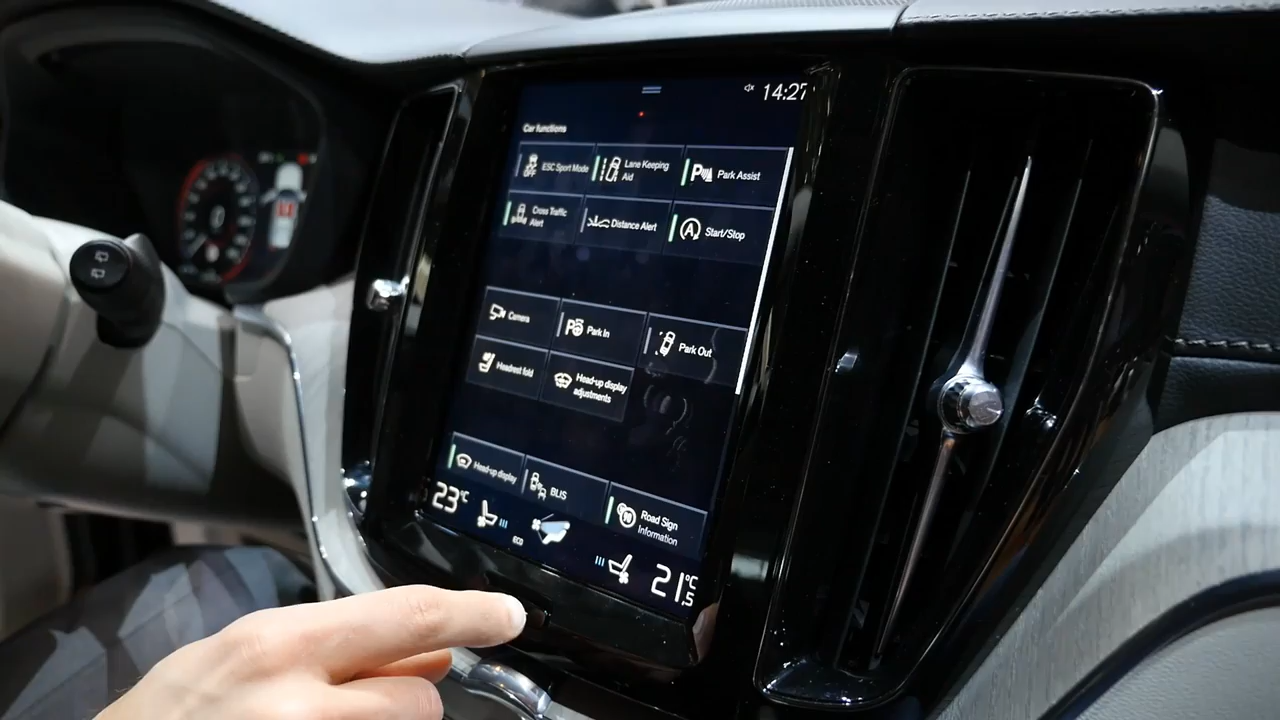 14:27
Car functions
ESC Sport Mode
OFF
Lane Keeping
Aid
Park Assist
Cross Traffic
Alert
Distance Alert
A
Start/Stop
Camera
Park In
Park Out
Headrest fold
Head-up display
adjustments
Head-up display
BLIS
Road Sign
Information
23°C
ECO
21,5°C